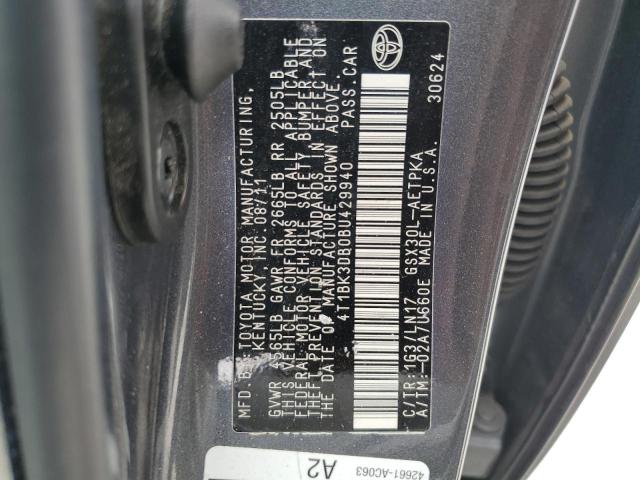 MFD. BY: TOYOTA MOTOR MANUFACTURING,
KENTUCKY, INC. 08/11
GVWR 4565LB GAWR FR 2665LB RR 2505LB
THIS VEHICLE CONFORMS TO ALL APPLICABLE
FEDERAL MOTOR VEHICLE SAFETY, BUMPER, AND
THEFT PREVENTION STANDARDS IN EFFECT ON
THE DATE OF MANUFACTURE SHOWN ABOVE.
4T1BK3DB0BU429940 PASS. CAR
C/TR: 1G3/LN17 GSX30L-AETPKA
A/TM: -02A/U660E MADE IN U.S.A. 30624
42661-AC063
A2